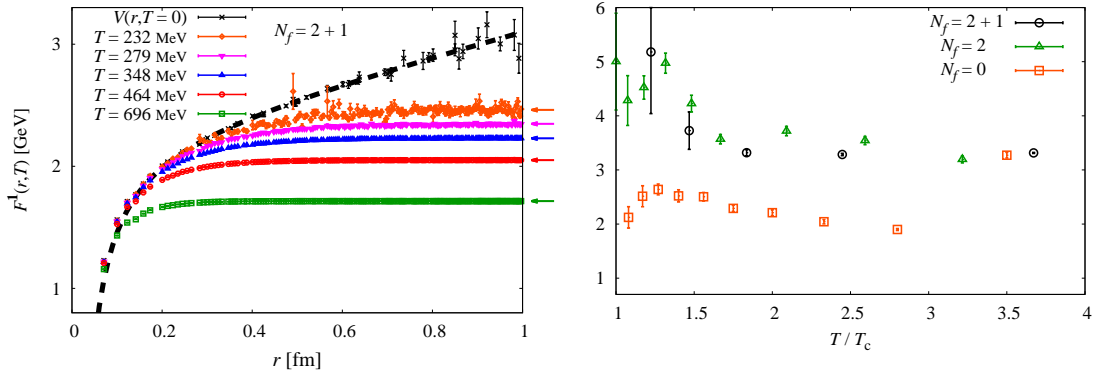 V(r,T= 0)
T = 232 MeV
T = 279 MeV
T = 348 MeV
T = 464 MeV
T = 696 MeV
N_f = 2 + 1
3
2
1
F^1(r,T) [GeV]
0 0.2 0.4 0.6 0.8 1
r [fm]
N_f = 2 + 1
N_f = 2
N_f = 0
6
5
4
3
2
1
1 1.5 2 2.5 3 3.5 4
T / T_c